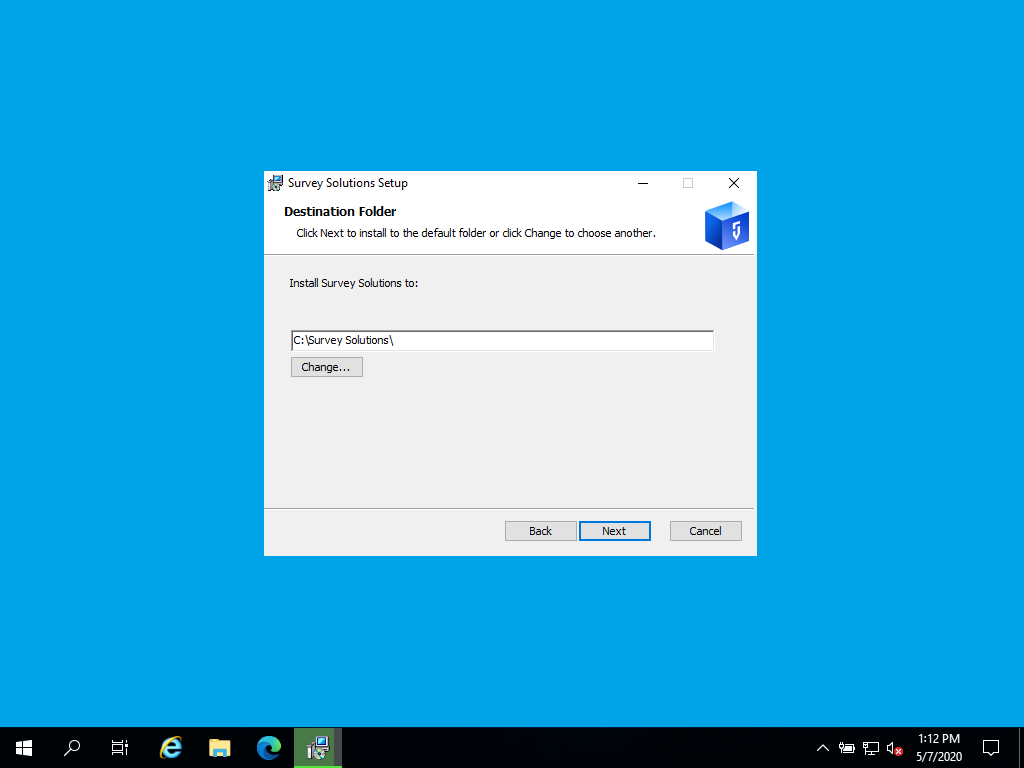 Survey Solutions Setup
Destination Folder
Click Next to install to the default folder or click Change to choose another.
Install Survey Solutions to:
C:\Survey Solutions\
Change...
Back
Next
Cancel
1:12 PM
5/7/2020